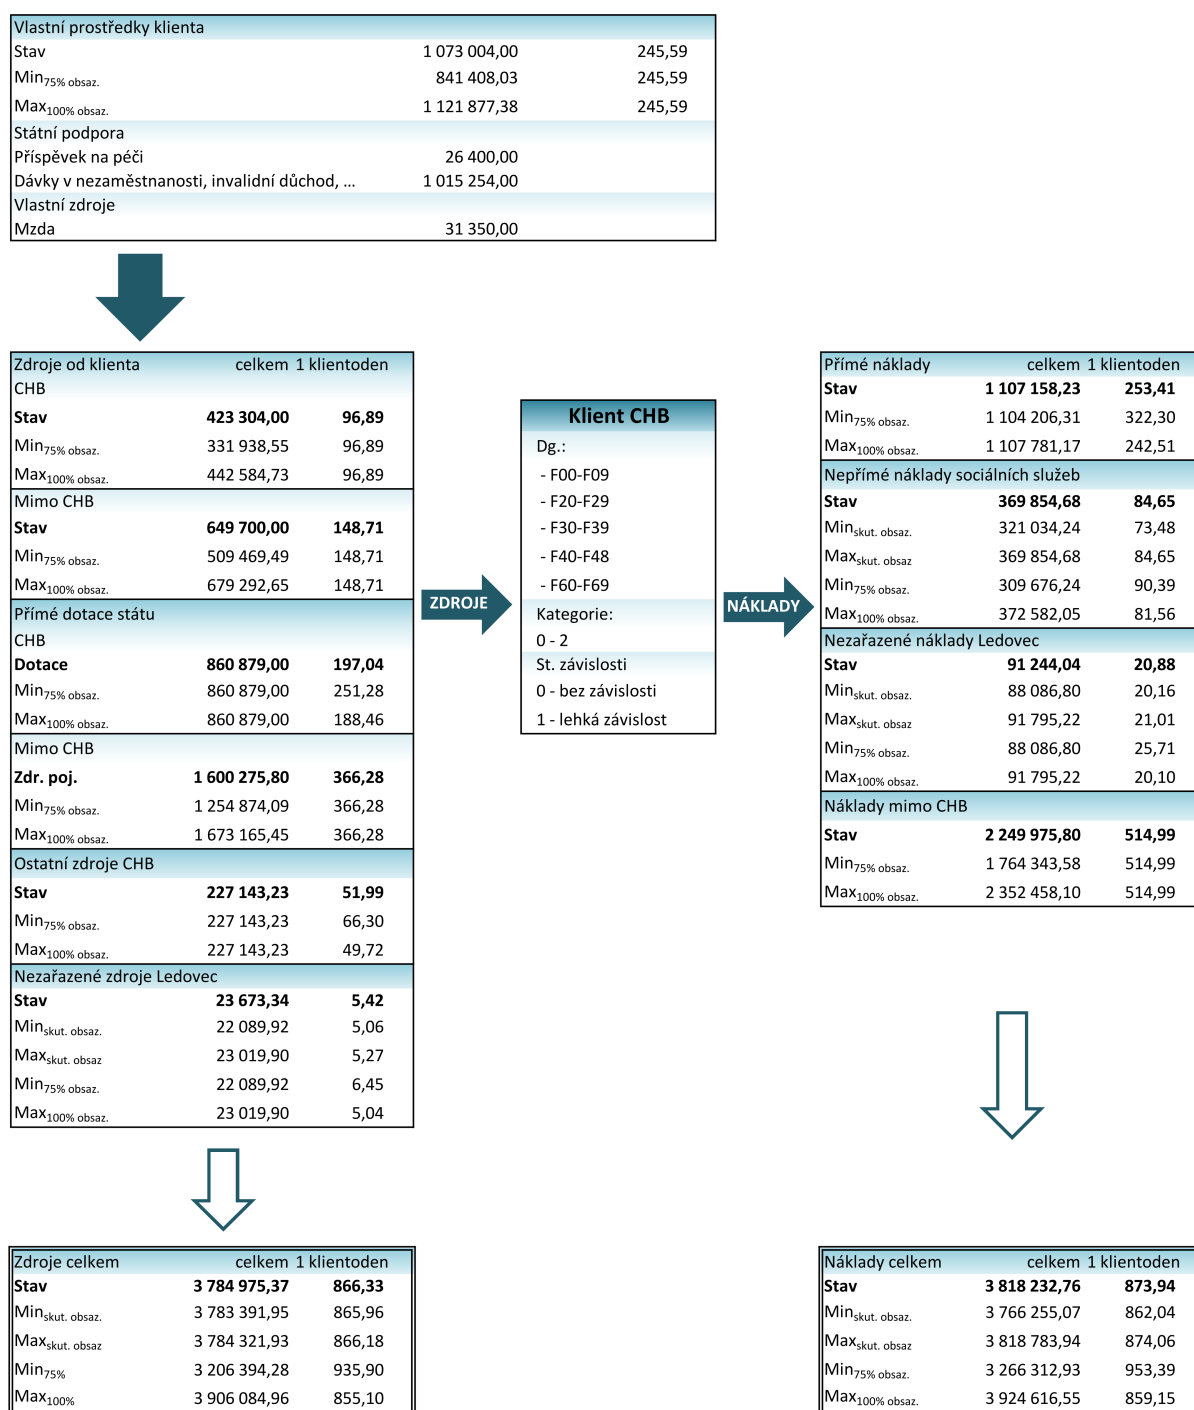 Vlastní prostředky klienta
Stav 1 073 004,00 245,59
Min75% obsaz. 841 408,03 245,59
Max100% obsaz. 1 121 877,38 245,59
Státní podpora
Příspěvek na péči 26 400,00
Dávky v nezaměstnanosti, invalidní důchod, ... 1 015 254,00
Vlastní zdroje
Mzda 31 350,00
Zdroje od klienta celkem 1 klientoden
CHB
Stav 423 304,00 96,89
Min75% obsaz. 331 938,55 96,89
Max100% obsaz. 442 584,73 96,89
Mimo CHB
Stav 649 700,00 148,71
Min75% obsaz. 509 469,49 148,71
Max100% obsaz. 679 292,65 148,71
Přímé dotace státu
CHB
Dotace 860 879,00 197,04
Min75% obsaz. 860 879,00 251,28
Max100% obsaz. 860 879,00 188,46
Mimo CHB
Zdr. poj. 1 600 275,80 366,28
Min75% obsaz. 1 254 874,09 366,28
Max100% obsaz. 1 673 165,45 366,28
Ostatní zdroje CHB
Stav 227 143,23 51,99
Min75% obsaz. 227 143,23 66,30
Max100% obsaz. 227 143,23 49,72
Nezařazené zdroje Ledovec
Stav 23 673,34 5,42
Minskut. obsaz. 22 089,92 5,06
Maxskut. obsaz 23 019,90 5,27
Min75% obsaz. 22 089,92 6,45
Max100% obsaz. 23 019,90 5,04
ZDROJE
Klient CHB
Dg.:
- F00-F09
- F20-F29
- F30-F39
- F40-F48
- F60-F69
Kategorie:
0 - 2
St. závislosti
0 - bez závislosti
1 - lehká závislost
NÁKLADY
Přímé náklady celkem 1 klientoden
Stav 1 107 158,23 253,41
Min75% obsaz. 1 104 206,31 322,30
Max100% obsaz. 1 107 781,17 242,51
Nepřímé náklady sociálních služeb
Stav 369 854,68 84,65
Minskut. obsaz. 321 034,24 73,48
Maxskut. obsaz 369 854,68 84,65
Min75% obsaz. 309 676,24 90,39
Max100% obsaz. 372 582,05 81,56
Nezařazené náklady Ledovec
Stav 91 244,04 20,88
Minskut. obsaz. 88 086,80 20,16
Maxskut. obsaz 91 795,22 21,01
Min75% obsaz. 88 086,80 25,71
Max100% obsaz. 91 795,22 20,10
Náklady mimo CHB
Stav 2 249 975,80 514,99
Min75% obsaz. 1 764 343,58 514,99
Max100% obsaz. 2 352 458,10 514,99
Zdroje celkem celkem 1 klientoden
Stav 3 784 975,37 866,33
Minskut. obsaz. 3 783 391,95 865,96
Maxskut. obsaz 3 784 321,93 866,18
Min75% 3 206 394,28 935,90
Max100% 3 906 084,96 855,10
Náklady celkem celkem 1 klientoden
Stav 3 818 232,76 873,94
Minskut. obsaz. 3 766 255,07 862,04
Maxskut. obsaz 3 818 783,94 874,06
Min75% obsaz. 3 266 312,93 953,39
Max100% obsaz. 3 924 616,55 859,15